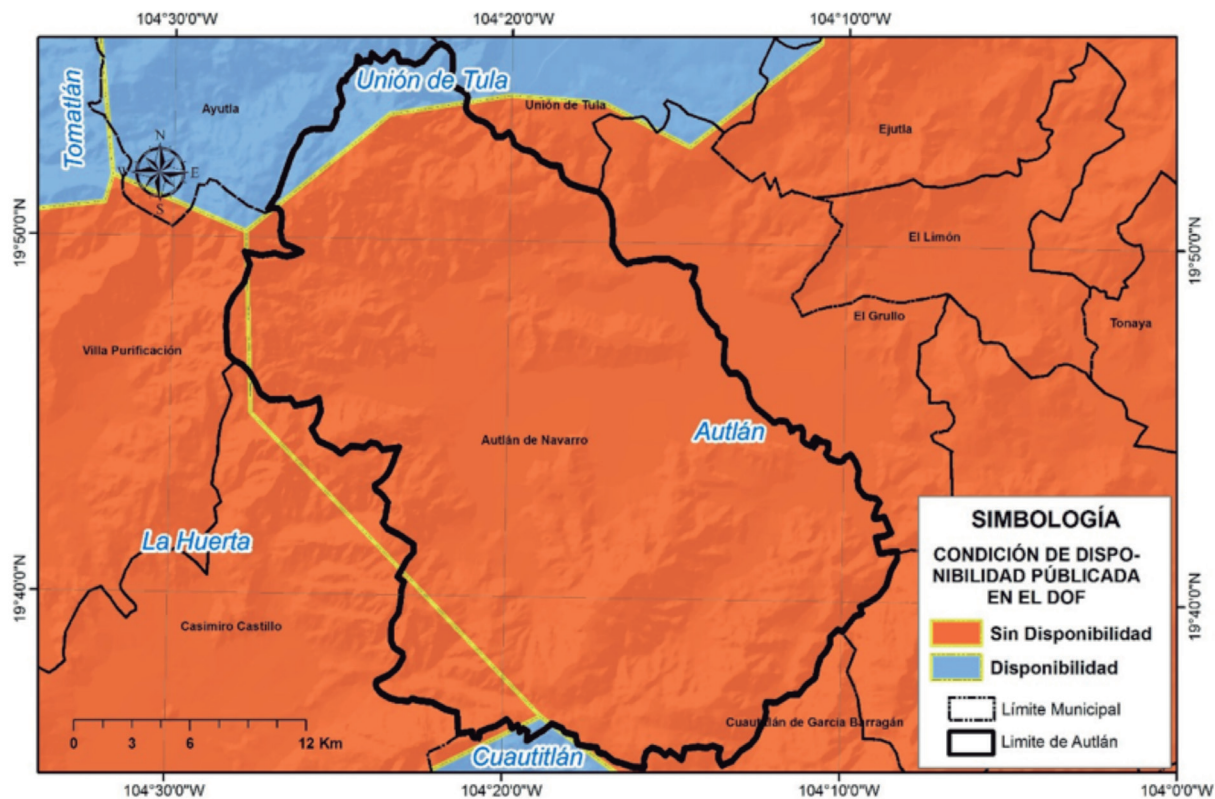 104°30'0"W
104°20'0"W
104°10'0"W
Unión de Tula
Tomatlán
Ayutla
Unión de Tula
Ejutla
N
W
E
S
19°50'0"N
19°50'0"N
El Limón
El Grullo
Tonaya
Villa Purificación
Autlán
Autlán de Navarro
La Huerta
19°40'0"N
19°40'0"N
Casimiro Castillo
SIMBOLOGÍA
CONDICIÓN DE DISPO-
NIBILIDAD PÚBLICADA
EN EL DOF
Sin Disponibilidad
Disponibilidad
Límite Municipal
Limite de Autlán
Cuautitlán de García Barragán
0 3 6 12 Km
Cuautitlán
104°30'0"W
104°20'0"W
104°10'0"W
104°0'0"W